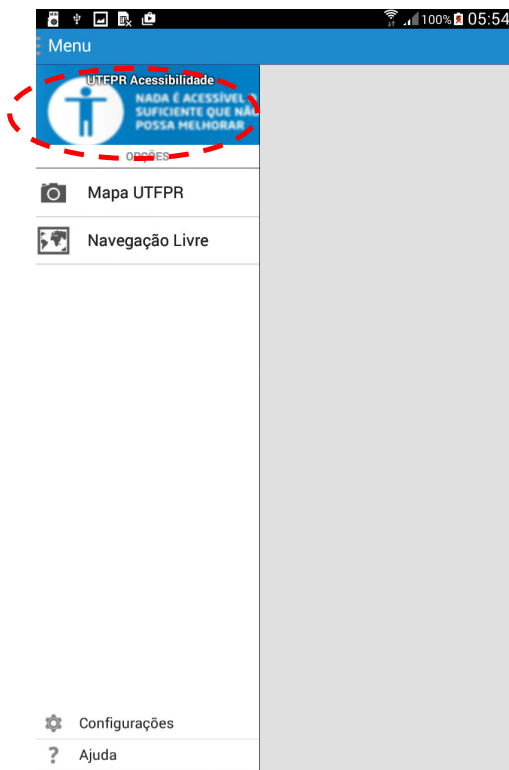 100% 05:54
Menu
UTFPR Acessibilidade
NADA É ACESSÍVEL O
SUFICIENTE QUE NÃO
POSSA MELHORAR
OPÇÕES
Mapa UTFPR
Navegação Livre
Configurações
? Ajuda